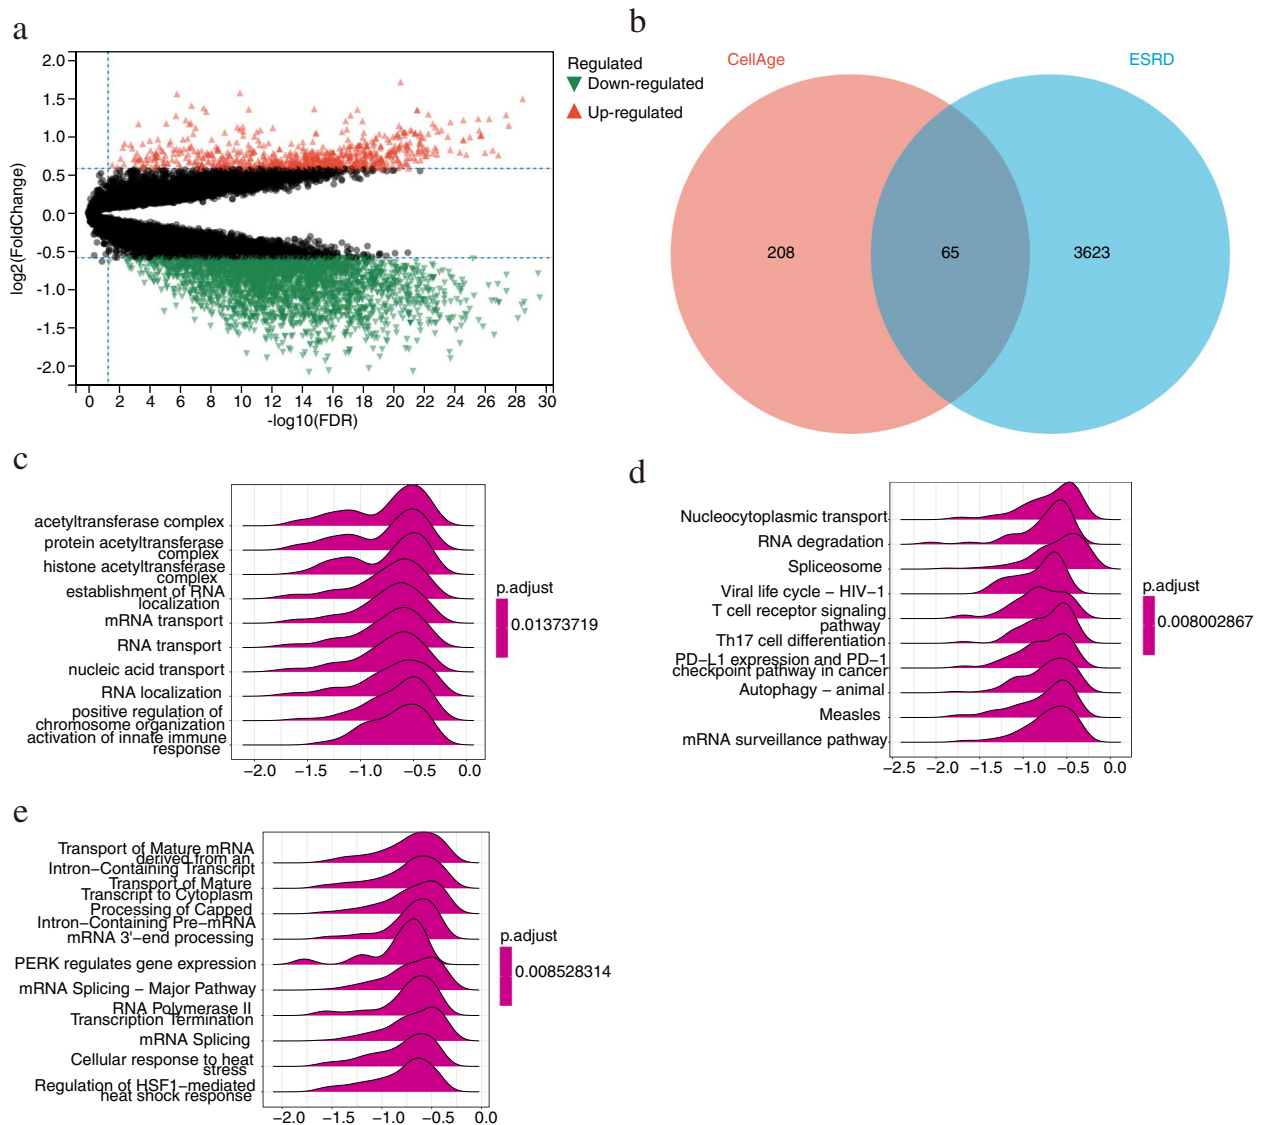 a
2.0
1.5
1.0
0.5
0.0
-0.5
-1.0
-1.5
-2.0
log2(FoldChange)
0 2 4 6 8 10 12 14 16 18 20 22 24 26 28 30
-log10(FDR)
Regulated
Down-regulated
Up-regulated
b
CellAge
ESRD
208
65
3623
c
acetyltransferase complex
protein acetyltransferase
complex
histone acetyltransferase
complex
establishment of RNA
localization
mRNA transport
RNA transport
nucleic acid transport
RNA localization
positive regulation of
chromosome organization
activation of innate immune
response
−2.0 −1.5 −1.0 −0.5 0.0
p.adjust
0.01373719
d
Nucleocytoplasmic transport
RNA degradation
Spliceosome
Viral life cycle − HIV−1
T cell receptor signaling
pathway
Th17 cell differentiation
PD−L1 expression and PD−1
checkpoint pathway in cancer
Autophagy − animal
Measles
mRNA surveillance pathway
−2.5 −2.0 −1.5 −1.0 −0.5 0.0
p.adjust
0.008002867
e
Transport of Mature mRNA
derived from an
Intron−Containing Transcript
Transport of Mature
Transcript to Cytoplasm
Processing of Capped
Intron−Containing Pre−mRNA
mRNA 3'−end processing
PERK regulates gene expression
mRNA Splicing − Major Pathway
RNA Polymerase II
Transcription Termination
mRNA Splicing
Cellular response to heat
stress
Regulation of HSF1−mediated
heat shock response
−2.0 −1.5 −1.0 −0.5 0.0
p.adjust
0.008528314